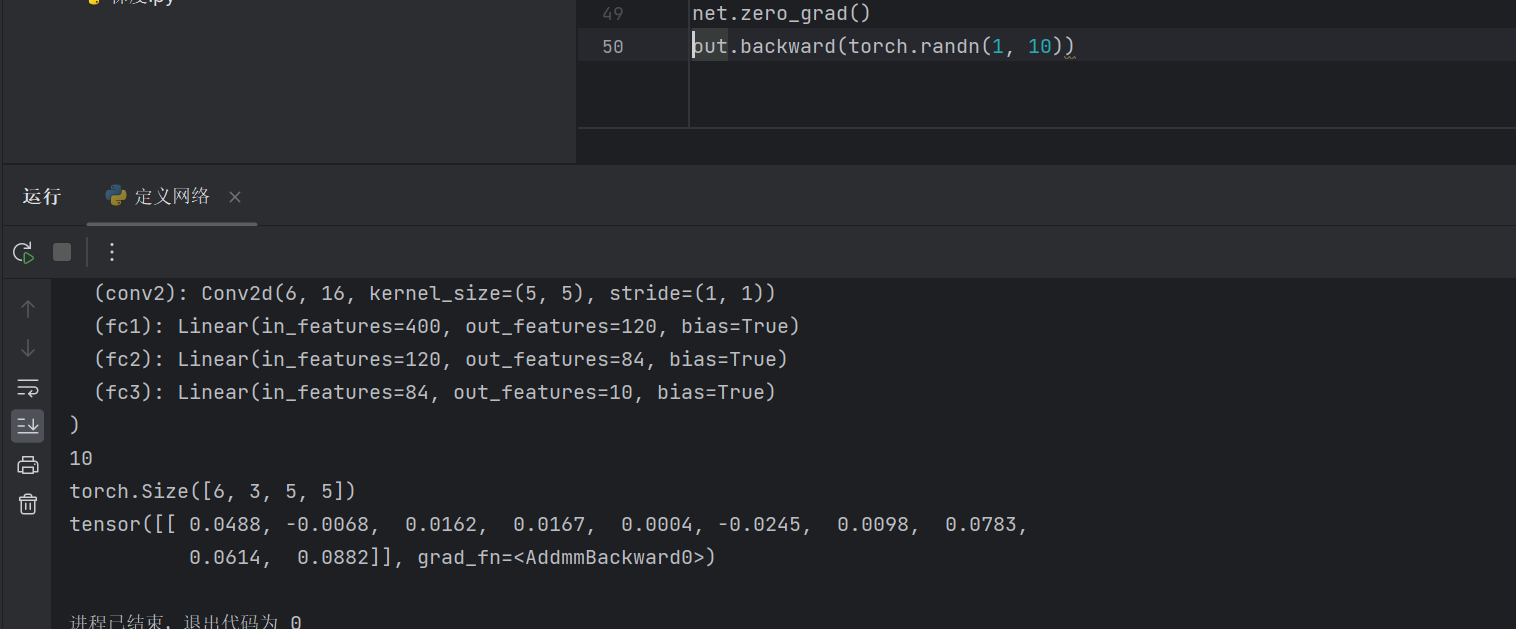 梯度.py
49 net.zero_grad()
50 out.backward(torch.randn(1, 10))
运行 定义网络
(conv2): Conv2d(6, 16, kernel_size=(5, 5), stride=(1, 1))
(fc1): Linear(in_features=400, out_features=120, bias=True)
(fc2): Linear(in_features=120, out_features=84, bias=True)
(fc3): Linear(in_features=84, out_features=10, bias=True)
)
10
torch.Size([6, 3, 5, 5])
tensor([[ 0.0488, -0.0068,  0.0162,  0.0167,  0.0004, -0.0245,  0.0098,  0.0783,
0.0614,  0.0882]], grad_fn=<AddmmBackward0>)
进程已结束，退出代码为 0